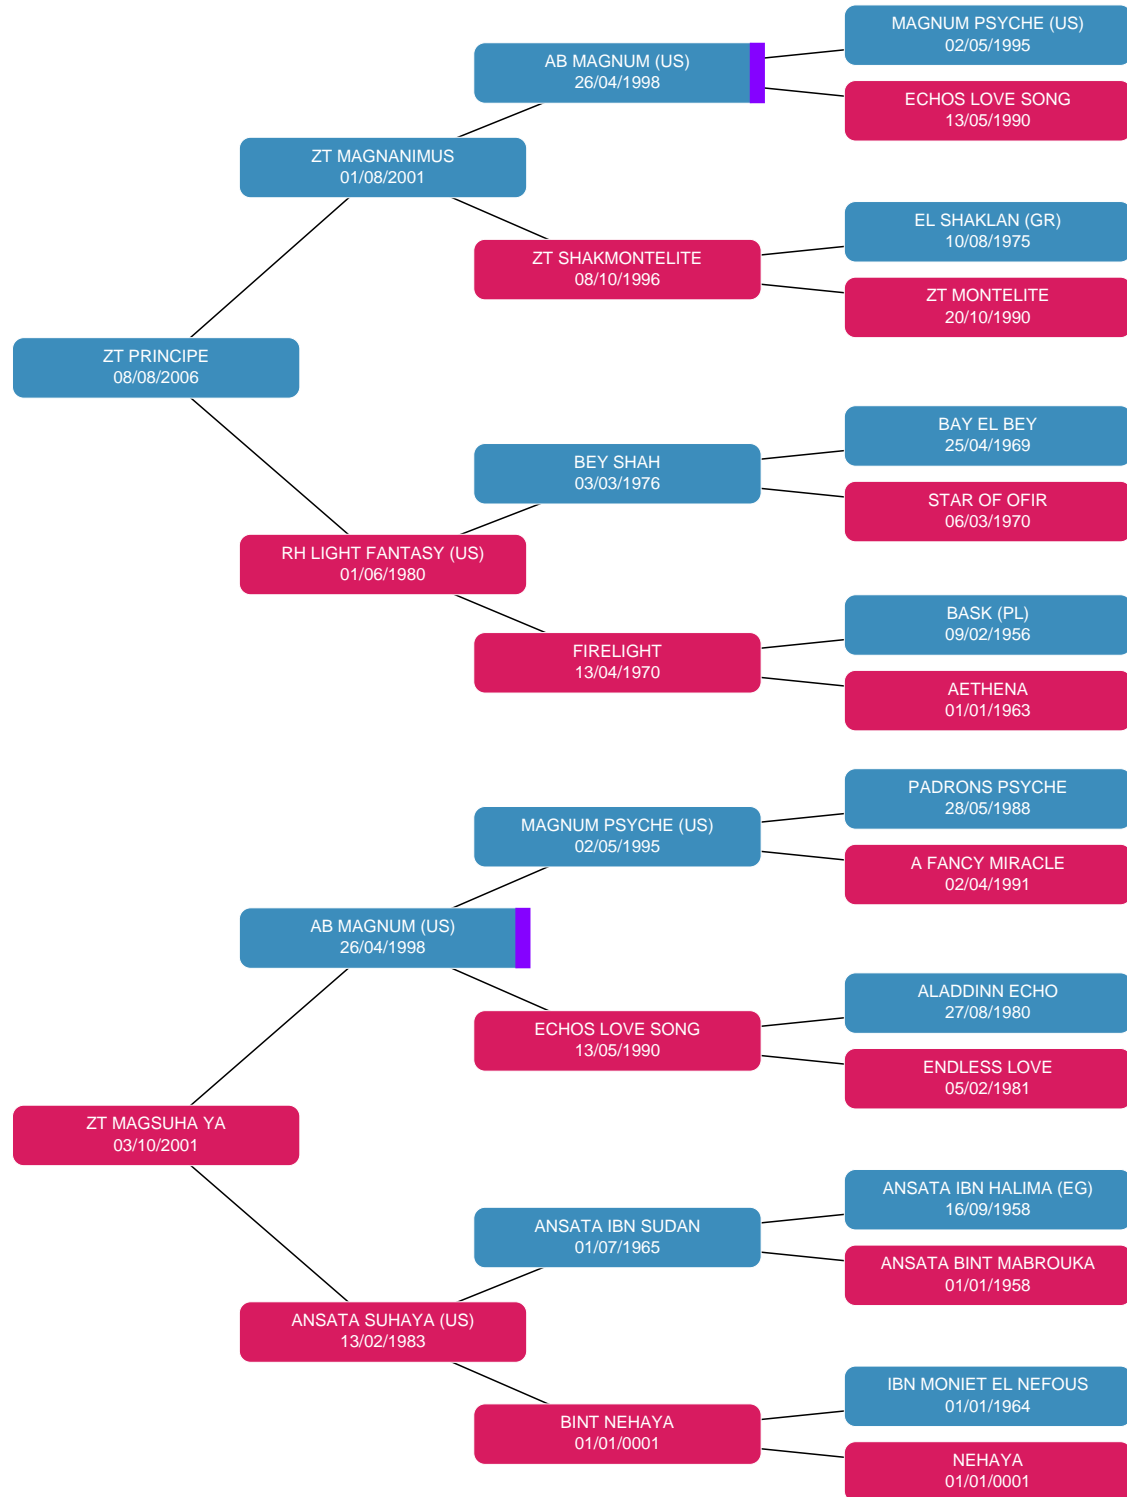 MAGNUM PSYCHE (US)
02/05/1995
AB MAGNUM (US)
26/04/1998
ECHOS LOVE SONG
13/05/1990
ZT MAGNANIMUS
01/08/2001
EL SHAKLAN (GR)
10/08/1975
ZT SHAKMONTELITE
08/10/1996
ZT MONTELITE
20/10/1990
ZT PRINCIPE
08/08/2006
BAY EL BEY
25/04/1969
BEY SHAH
03/03/1976
STAR OF OFIR
06/03/1970
RH LIGHT FANTASY (US)
01/06/1980
BASK (PL)
09/02/1956
FIRELIGHT
13/04/1970
AETHENA
01/01/1963
PADRONS PSYCHE
28/05/1988
MAGNUM PSYCHE (US)
02/05/1995
A FANCY MIRACLE
02/04/1991
AB MAGNUM (US)
26/04/1998
ALADDINN ECHO
27/08/1980
ECHOS LOVE SONG
13/05/1990
ENDLESS LOVE
05/02/1981
ZT MAGSUHA YA
03/10/2001
ANSATA IBN HALIMA (EG)
16/09/1958
ANSATA IBN SUDAN
01/07/1965
ANSATA BINT MABROUKA
01/01/1958
ANSATA SUHAYA (US)
13/02/1983
IBN MONIET EL NEFOUS
01/01/1964
BINT NEHAYA
01/01/0001
NEHAYA
01/01/0001